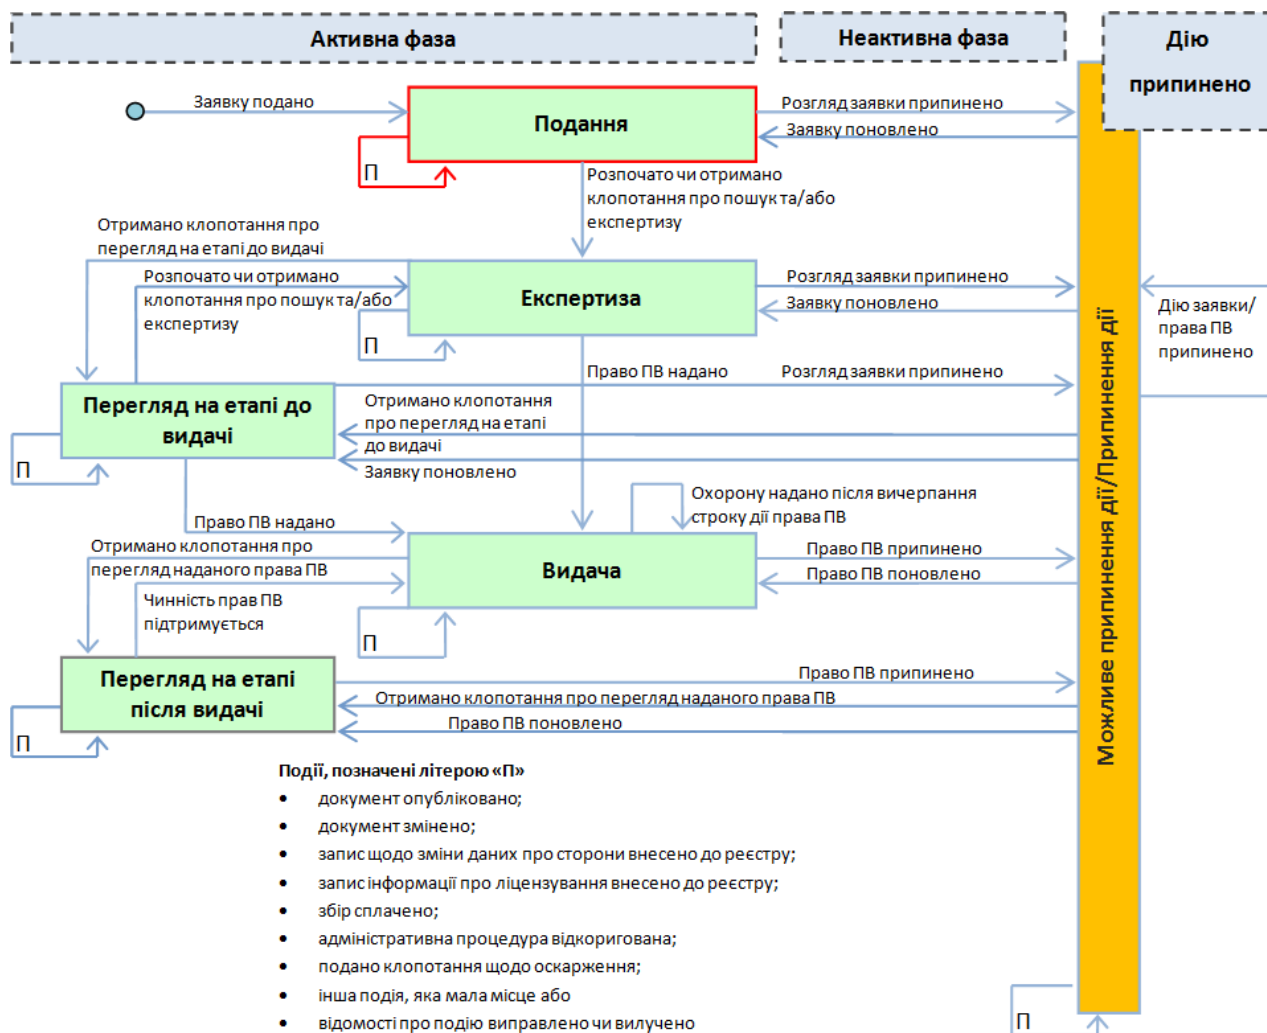 Активна фаза
Неактивна фаза
Дію
припинено
Заявку подано
Подання
Розгляд заявки припинено
Заявку поновлено
П
Розпочато чи отримано
клопотання про пошук та/або
експертизу
Отримано клопотання про
перегляд на етапі до видачі
Розпочато чи отримано
клопотання про пошук та/або
експертизу
Експертиза
Розгляд заявки припинено
Заявку поновлено
П
Дію заявки/
права ПВ
припинено
Право ПВ надано
Розгляд заявки припинено
Перегляд на етапі до
видачі
Отримано клопотання
про перегляд на етапі
до видачі
Заявку поновлено
П
Охорону надано після вичерпання
строку дії права ПВ
Право ПВ надано
Отримано клопотання про
перегляд наданого права ПВ
Видача
Право ПВ припинено
Право ПВ поновлено
Чинність прав ПВ
підтримується
П
Перегляд на етапі
після видачі
Право ПВ припинено
Отримано клопотання про перегляд наданого права ПВ
Право ПВ поновлено
П
Можливе припинення дії/Припинення дії
Події, позначені літерою «П»
• документ опубліковано;
• документ змінено;
• запис щодо зміни даних про сторони внесено до реєстру;
• запис інформації про ліцензування внесено до реєстру;
• збір сплачено;
• адміністративна процедура відкоригована;
• подано клопотання щодо оскарження;
• інша подія, яка мала місце або
• відомості про подію виправлено чи вилучено
П